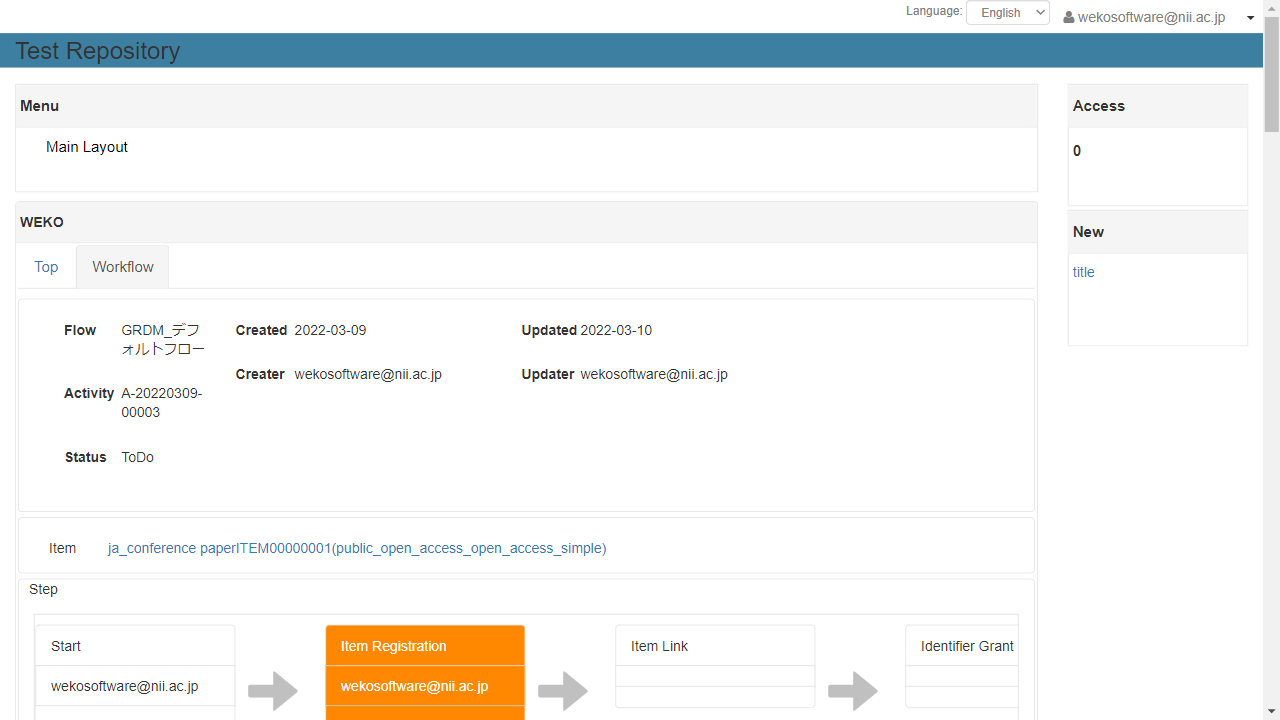 Language: English wekosoftware@nii.ac.jp
Test Repository
Menu
Main Layout
Access
0
New
title
WEKO
Top Workflow
Flow GRDM_デフ
ォルトフロー
Created 2022-03-09
Updated 2022-03-10
Creater wekosoftware@nii.ac.jp
Updater wekosoftware@nii.ac.jp
Activity A-20220309-
00003
Status ToDo
Item ja_conference paperITEM00000001(public_open_access_open_access_simple)
Step
Start Item Registration Item Link Identifier Grant
wekosoftware@nii.ac.jp wekosoftware@nii.ac.jp